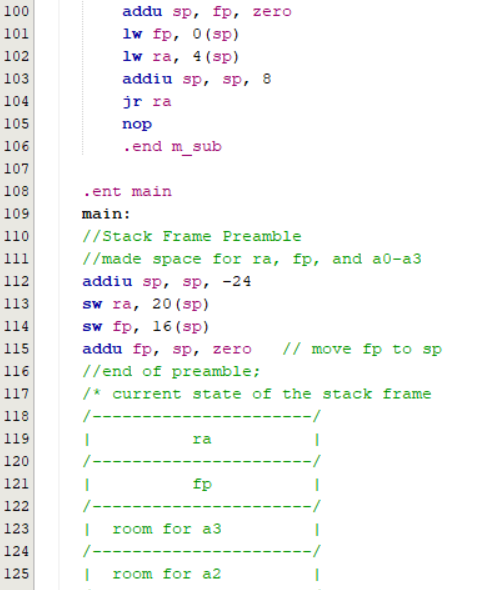 100 addu sp, fp, zero
101 lw fp, 0(sp)
102 lw ra, 4(sp)
103 addiu sp, sp, 8
104 jr ra
105 nop
106 .end m_sub
107
108 .ent main
109 main:
110 //Stack Frame Preamble
111 //made space for ra, fp, and a0-a3
112 addiu sp, sp, -24
113 sw ra, 20(sp)
114 sw fp, 16(sp)
115 addu fp, sp, zero // move fp to sp
116 //end of preamble;
117 /* current state of the stack frame
118 /----------------------/
119 | ra |
120 /----------------------/
121 | fp |
122 /----------------------/
123 | room for a3 |
124 /----------------------/
125 | room for a2 |